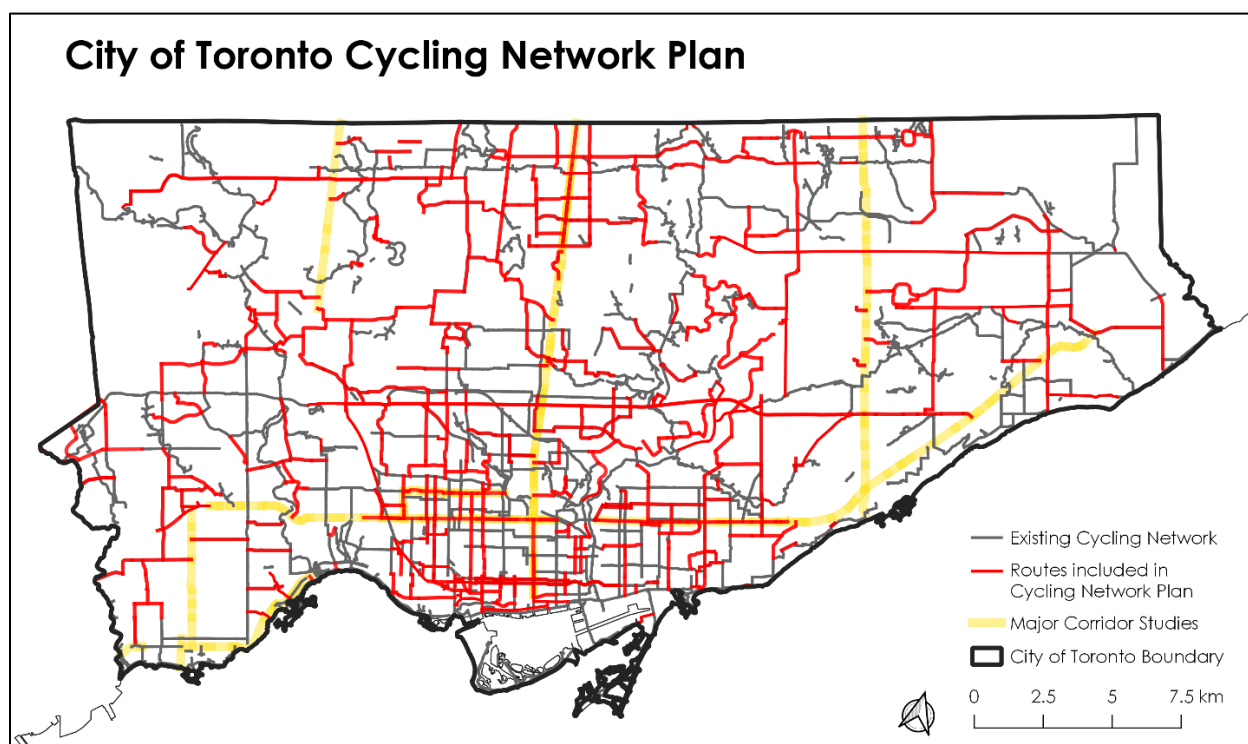 City of Toronto Cycling Network Plan
Existing Cycling Network
Routes included in
Cycling Network Plan
Major Corridor Studies
City of Toronto Boundary
0 2.5 5 7.5 km